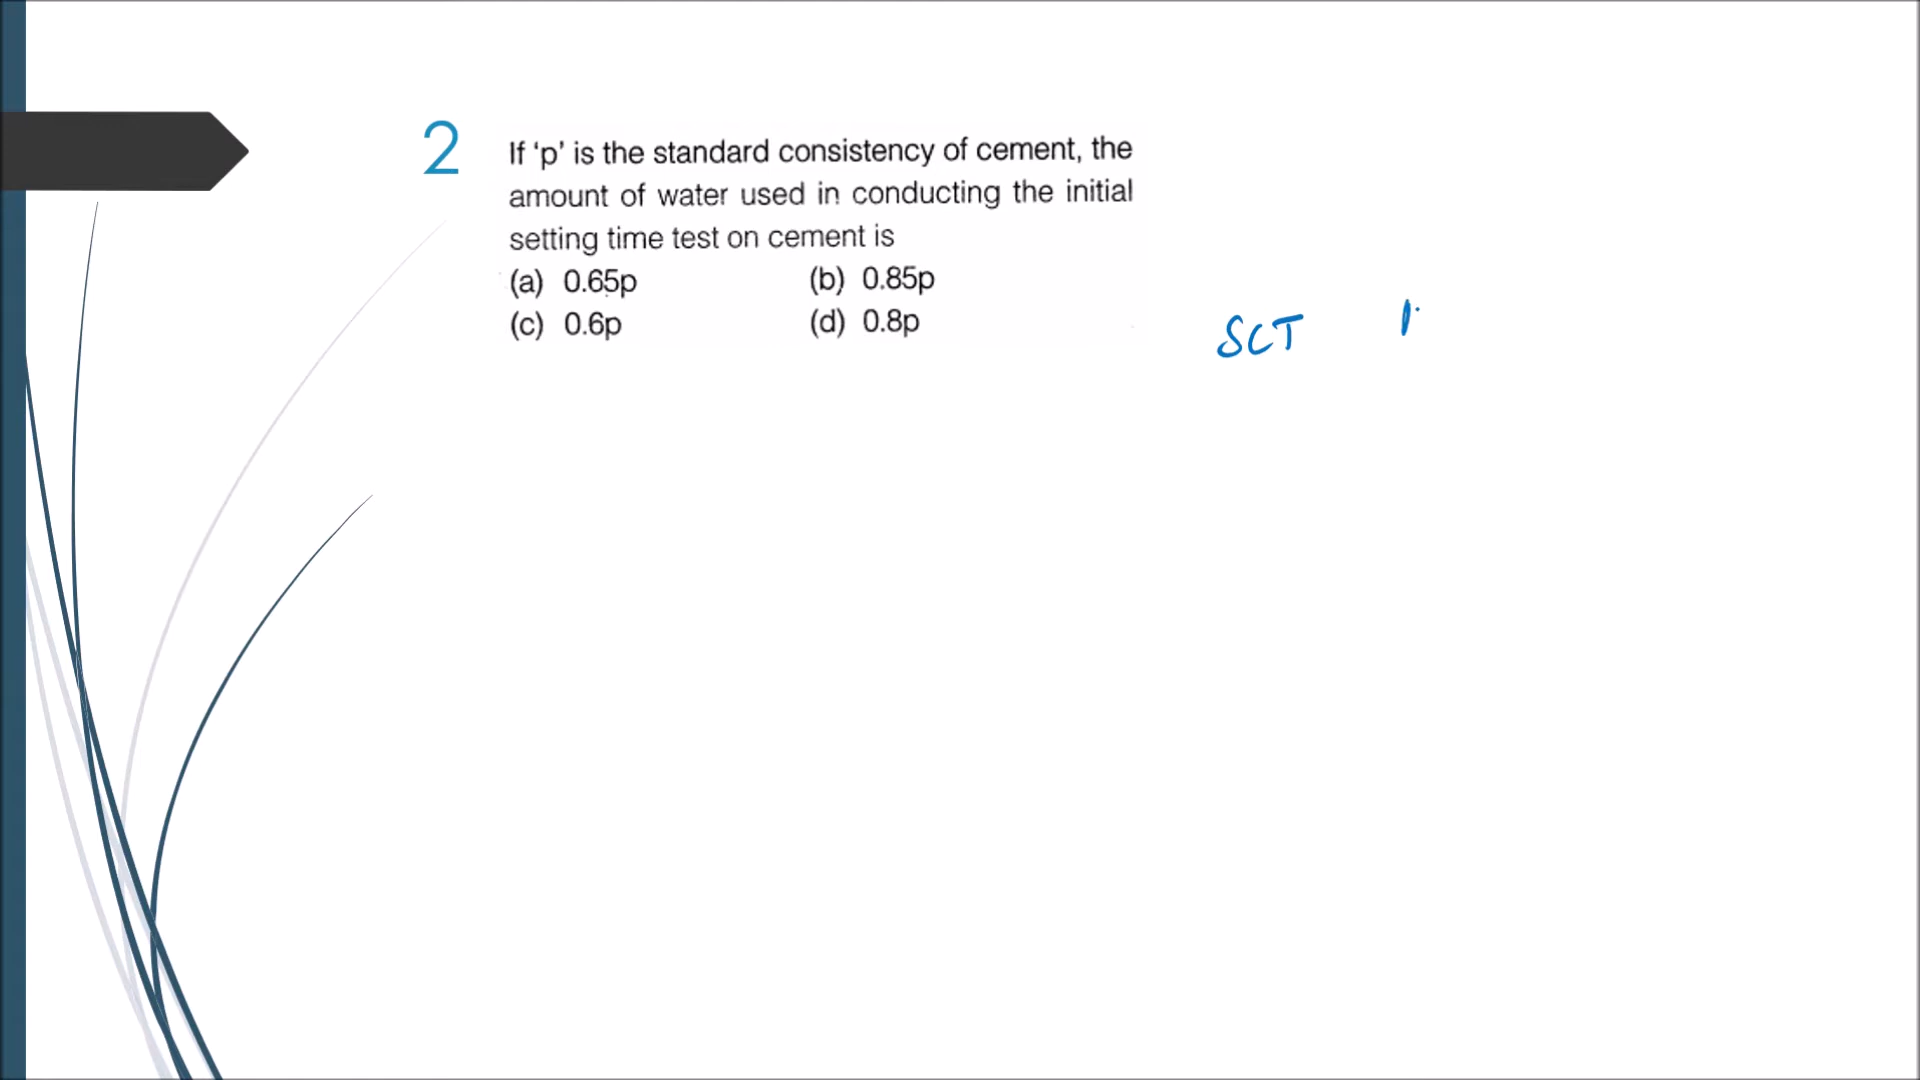 2
If ‘p’ is the standard consistency of cement, the
amount of water used in conducting the initial
setting time test on cement is
(a) 0.65p (b) 0.85p
(c) 0.6p (d) 0.8p
SCT